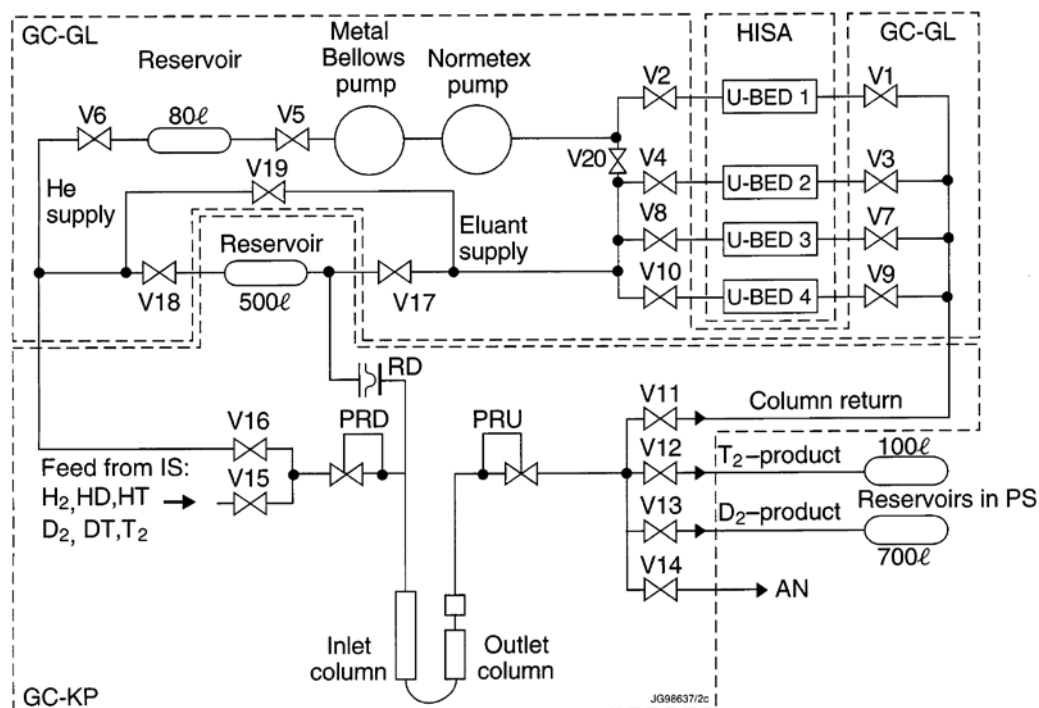 GC-GL
Metal
Bellows
pump
Normetex
pump
HISA
GC-GL
Reservoir
V6
80ℓ
V5
V2
U-BED 1
V1
V20
V4
U-BED 2
V3
V19
He
supply
V8
U-BED 3
V7
Reservoir
Eluant
supply
V10
U-BED 4
V9
V18
500ℓ
V17
RD
PRD
PRU
V11
Column return
V16
V12
T₂–product
100ℓ
Feed from IS:
H₂,HD,HT
D₂, DT,T₂
V15
Reservoirs in PS
V13
D₂–product
700ℓ
V14
AN
Inlet
column
Outlet
column
GC-KP
JG98637/2c